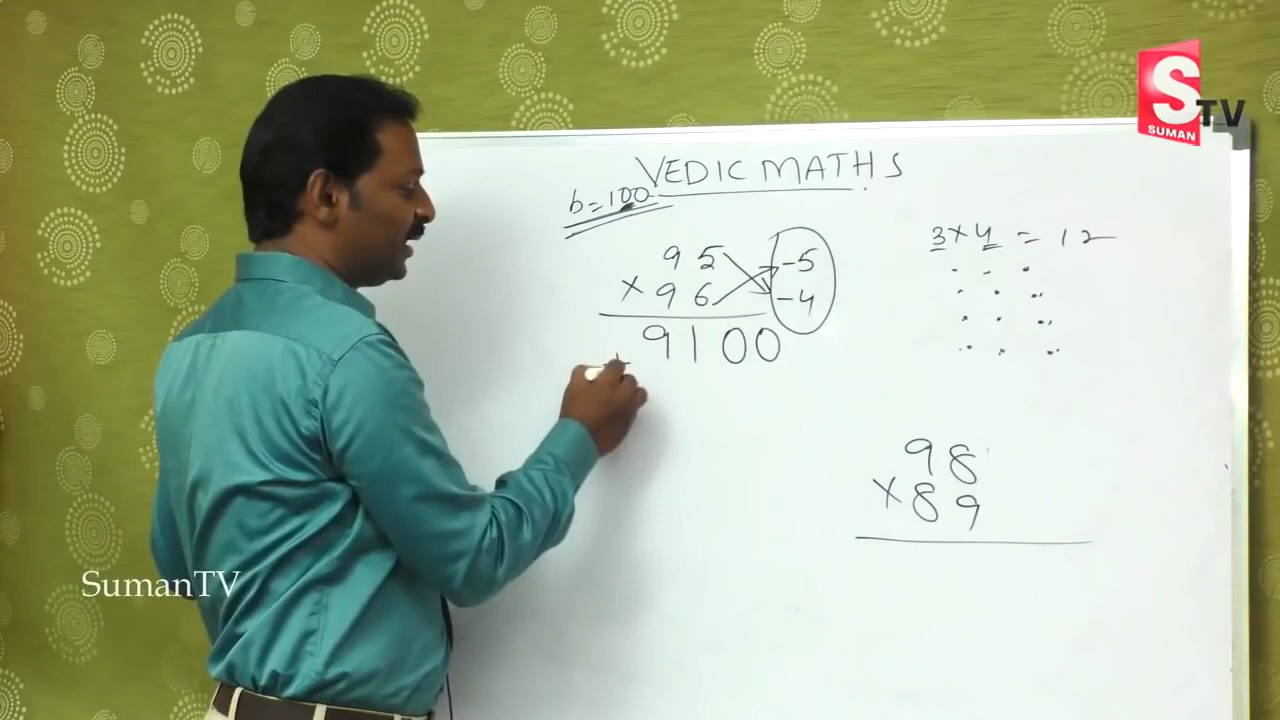 S TV
SUMAN
VEDIC MATHS
b=100
95 -5
×96 -4
9100
3×4 = 12
98
×89
SumanTV